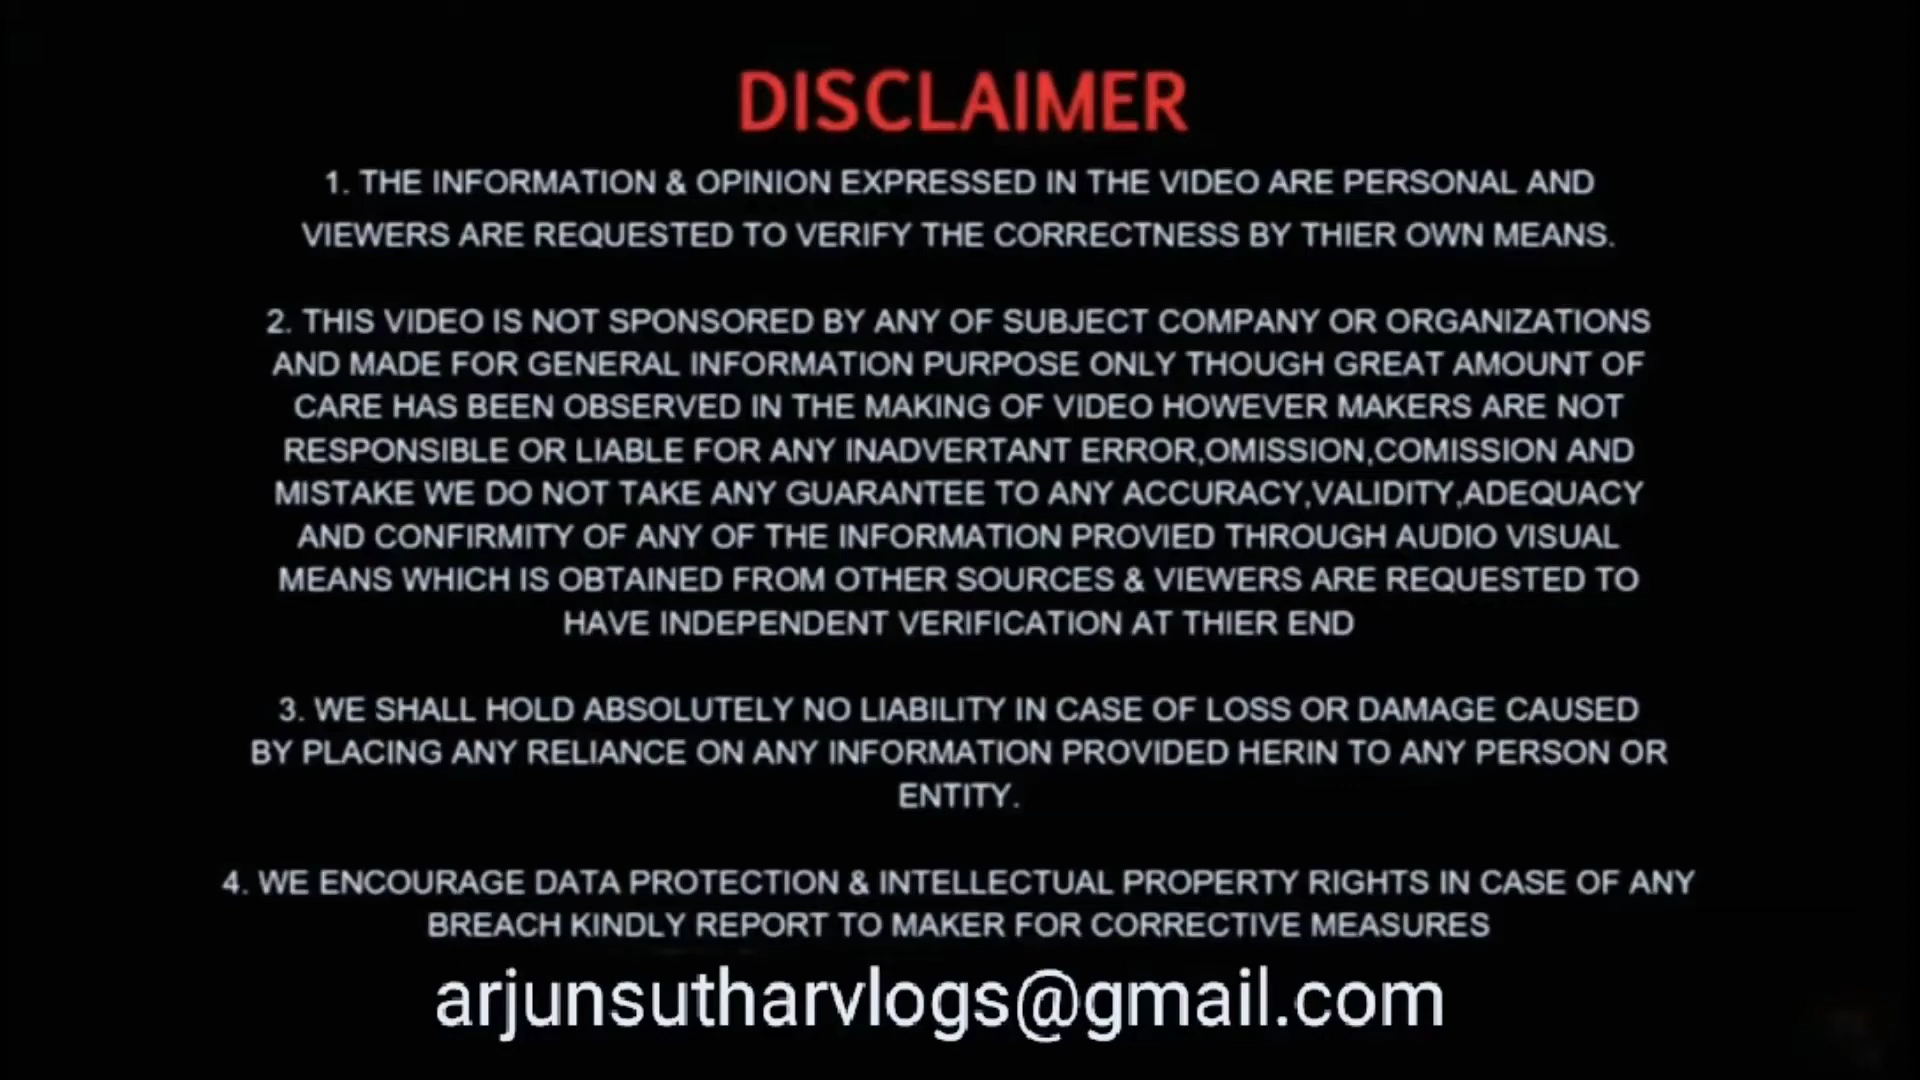 DISCLAIMER
1. THE INFORMATION & OPINION EXPRESSED IN THE VIDEO ARE PERSONAL AND
VIEWERS ARE REQUESTED TO VERIFY THE CORRECTNESS BY THIER OWN MEANS.
2. THIS VIDEO IS NOT SPONSORED BY ANY OF SUBJECT COMPANY OR ORGANIZATIONS
AND MADE FOR GENERAL INFORMATION PURPOSE ONLY THOUGH GREAT AMOUNT OF
CARE HAS BEEN OBSERVED IN THE MAKING OF VIDEO HOWEVER MAKERS ARE NOT
RESPONSIBLE OR LIABLE FOR ANY INADVERTANT ERROR,OMISSION,COMISSION AND
MISTAKE WE DO NOT TAKE ANY GUARANTEE TO ANY ACCURACY,VALIDITY,ADEQUACY
AND CONFIRMITY OF ANY OF THE INFORMATION PROVIED THROUGH AUDIO VISUAL
MEANS WHICH IS OBTAINED FROM OTHER SOURCES & VIEWERS ARE REQUESTED TO
HAVE INDEPENDENT VERIFICATION AT THIER END
3. WE SHALL HOLD ABSOLUTELY NO LIABILITY IN CASE OF LOSS OR DAMAGE CAUSED
BY PLACING ANY RELIANCE ON ANY INFORMATION PROVIDED HERIN TO ANY PERSON OR
ENTITY.
4. WE ENCOURAGE DATA PROTECTION & INTELLECTUAL PROPERTY RIGHTS IN CASE OF ANY
BREACH KINDLY REPORT TO MAKER FOR CORRECTIVE MEASURES
arjunsutharvlogs@gmail.com